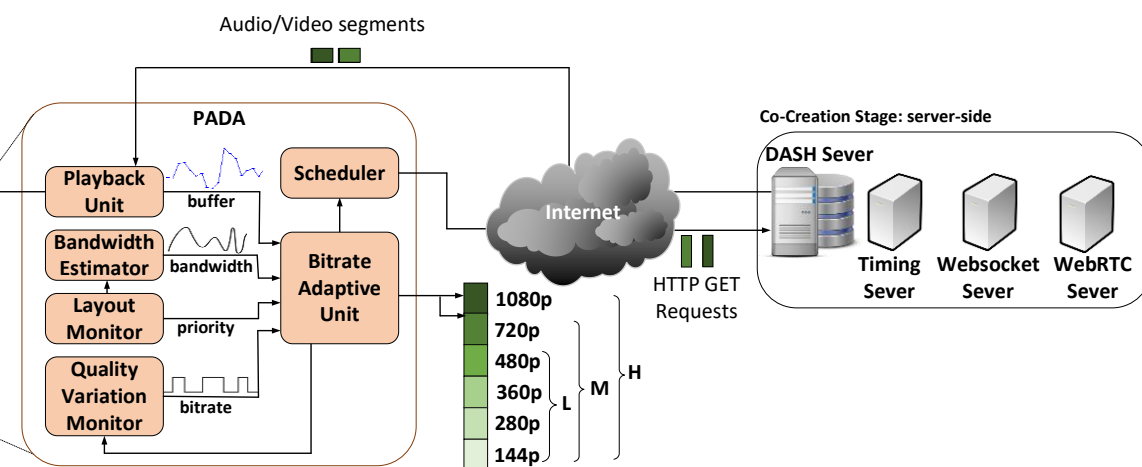 Audio/Video segments
PADA
Playback
Unit
buffer
Scheduler
Bandwidth
Estimator
bandwidth
Bitrate
Adaptive
Unit
Layout
Monitor
priority
Quality
Variation
Monitor
bitrate
1080p
720p
480p
360p
280p
144p
L
M
H
Internet
HTTP GET
Requests
Co-Creation Stage: server-side
DASH Sever
Timing
Sever
Websocket
Sever
WebRTC
Sever